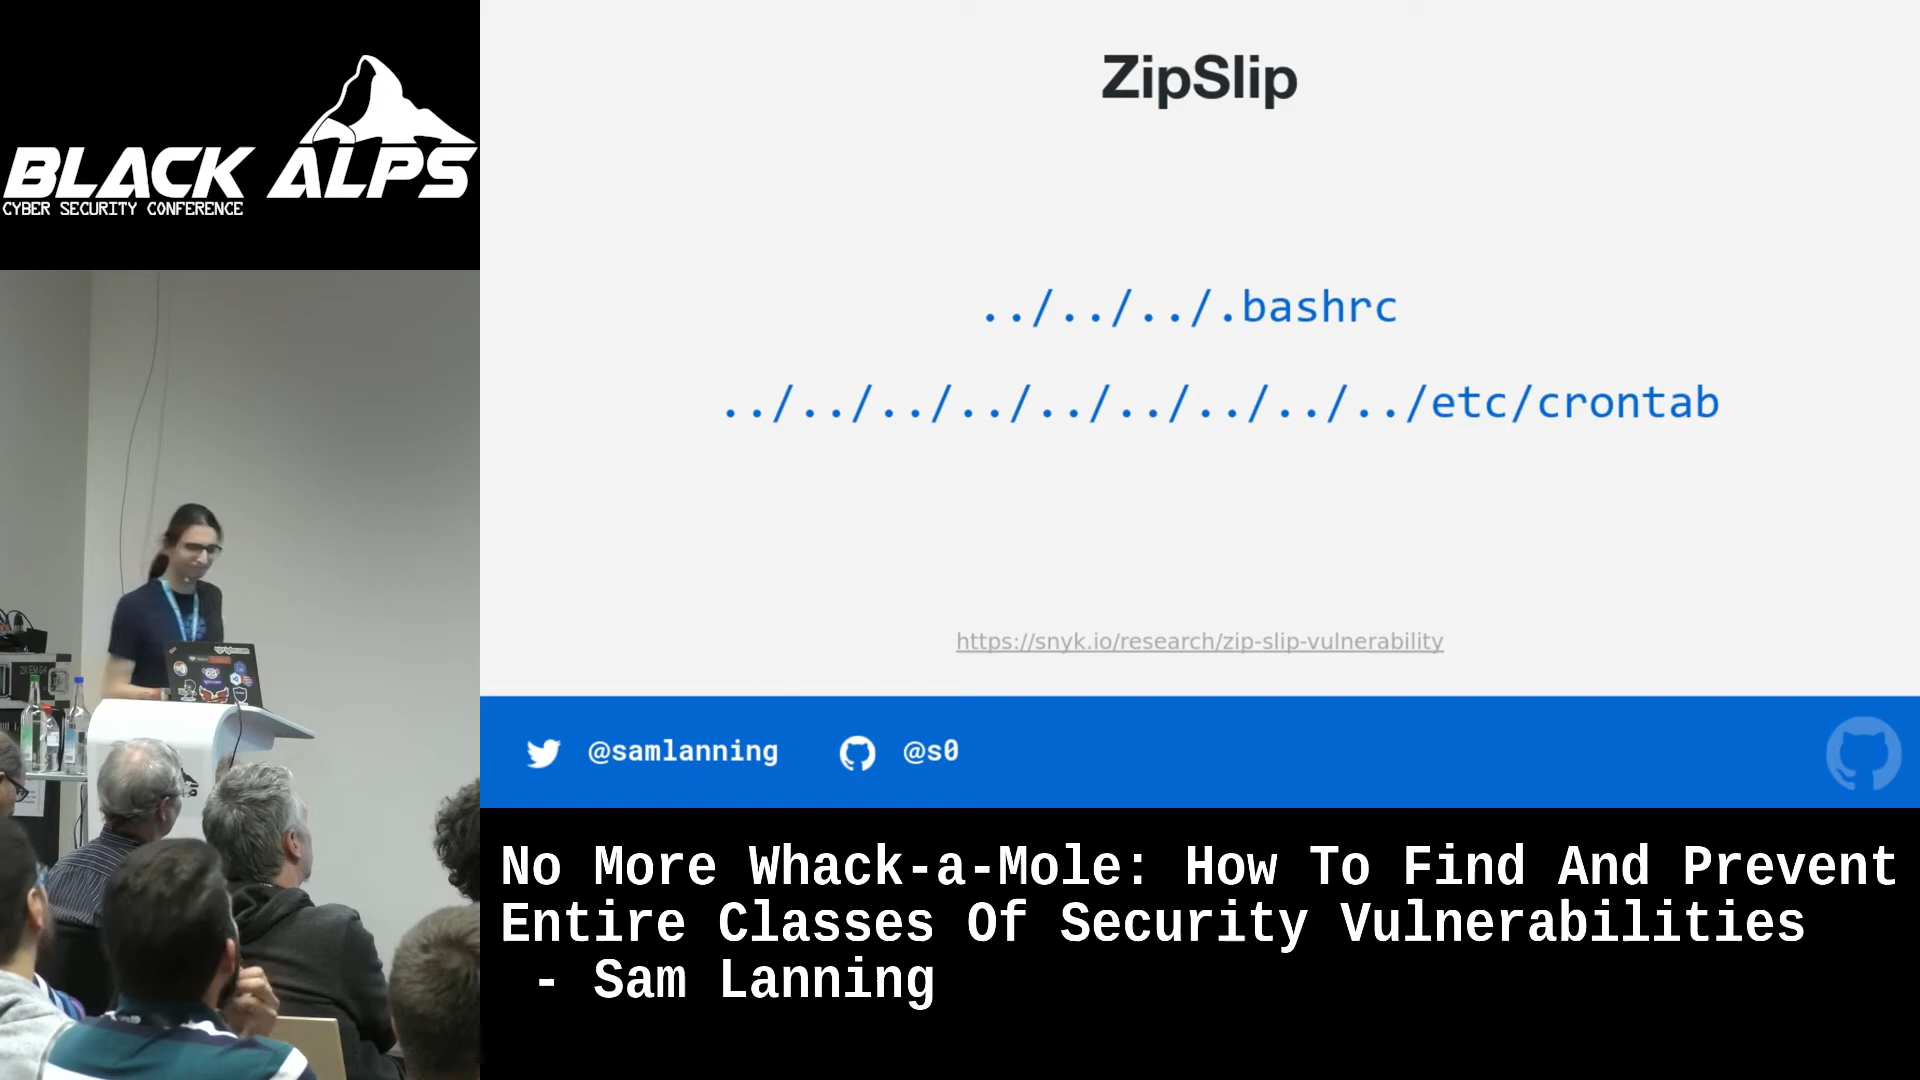 BLACK ALPS
CYBER SECURITY CONFERENCE
ZipSlip
../../../.bashrc
../../../../../../../../../etc/crontab
https://snyk.io/research/zip-slip-vulnerability
@samlanning @s0
No More Whack-a-Mole: How To Find And Prevent
Entire Classes Of Security Vulnerabilities
- Sam Lanning